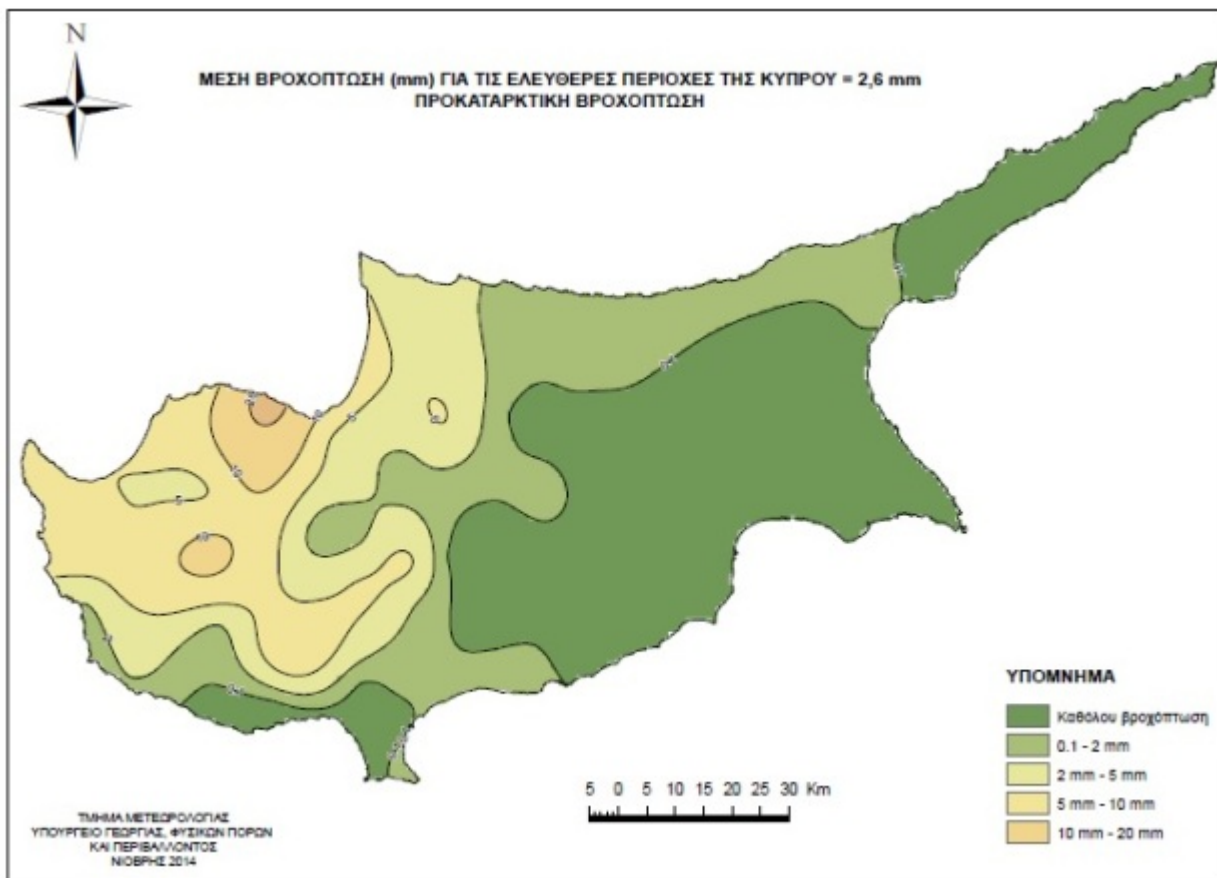 N
ΜΕΣΗ ΒΡΟΧΟΠΤΩΣΗ (mm) ΓΙΑ ΤΙΣ ΕΛΕΥΘΕΡΕΣ ΠΕΡΙΟΧΕΣ ΤΗΣ ΚΥΠΡΟΥ = 2,6 mm
ΠΡΟΚΑΤΑΡΚΤΙΚΗ ΒΡΟΧΟΠΤΩΣΗ
ΥΠΟΜΝΗΜΑ
Καθόλου βροχόπτωση
0.1 - 2 mm
2 mm - 5 mm
5 mm - 10 mm
10 mm - 20 mm
5 0 5 10 15 20 25 30 Km
ΤΜΗΜΑ ΜΕΤΕΩΡΟΛΟΓΙΑΣ
ΥΠΟΥΡΓΕΙΟ ΓΕΩΡΓΙΑΣ, ΦΥΣΙΚΩΝ ΠΟΡΩΝ
ΚΑΙ ΠΕΡΙΒΑΛΛΟΝΤΟΣ
ΝΙΟΒΡΗΣ 2014